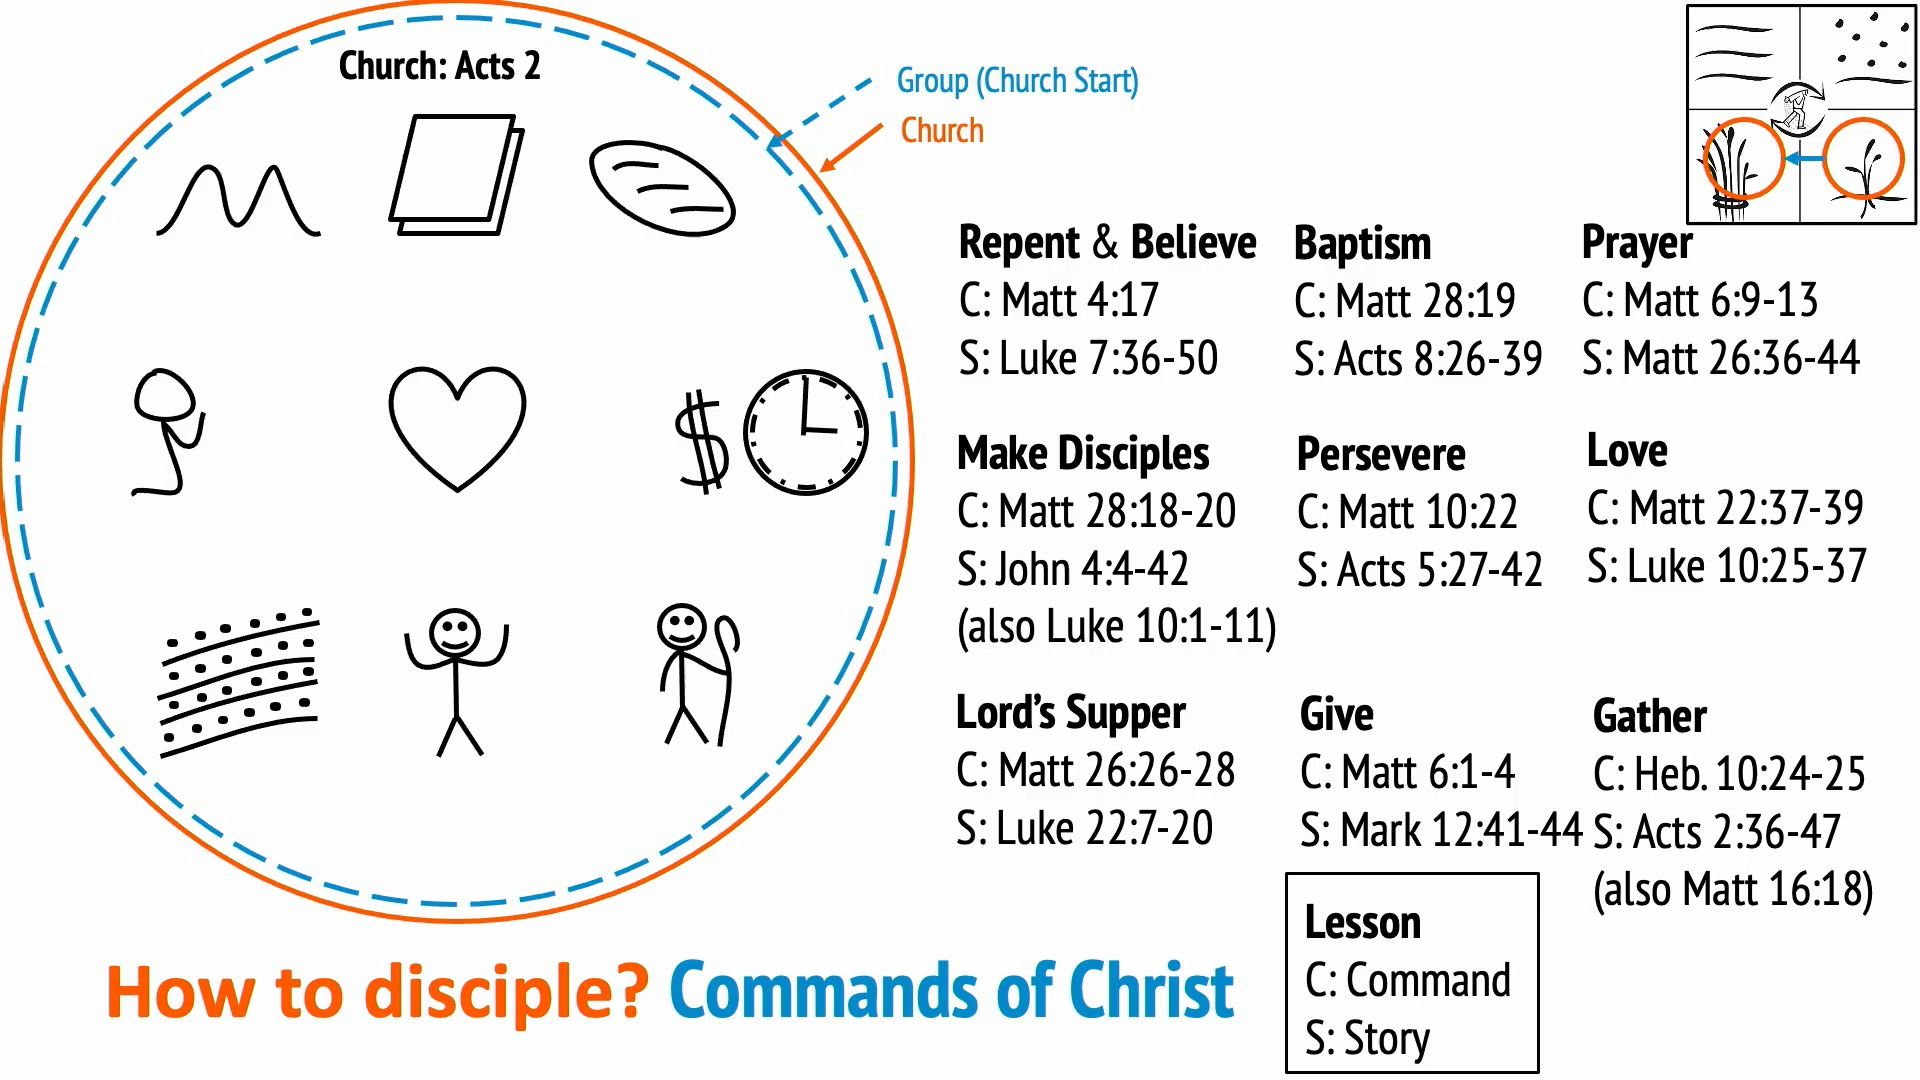 Church: Acts 2
Group (Church Start)
Church
Repent & Believe
C: Matt 4:17
S: Luke 7:36-50
Baptism
C: Matt 28:19
S: Acts 8:26-39
Prayer
C: Matt 6:9-13
S: Matt 26:36-44
Make Disciples
C: Matt 28:18-20
S: John 4:4-42
(also Luke 10:1-11)
Persevere
C: Matt 10:22
S: Acts 5:27-42
Love
C: Matt 22:37-39
S: Luke 10:25-37
Lord’s Supper
C: Matt 26:26-28
S: Luke 22:7-20
Give
C: Matt 6:1-4
S: Mark 12:41-44
Gather
C: Heb. 10:24-25
S: Acts 2:36-47
(also Matt 16:18)
Lesson
C: Command
S: Story
How to disciple? Commands of Christ